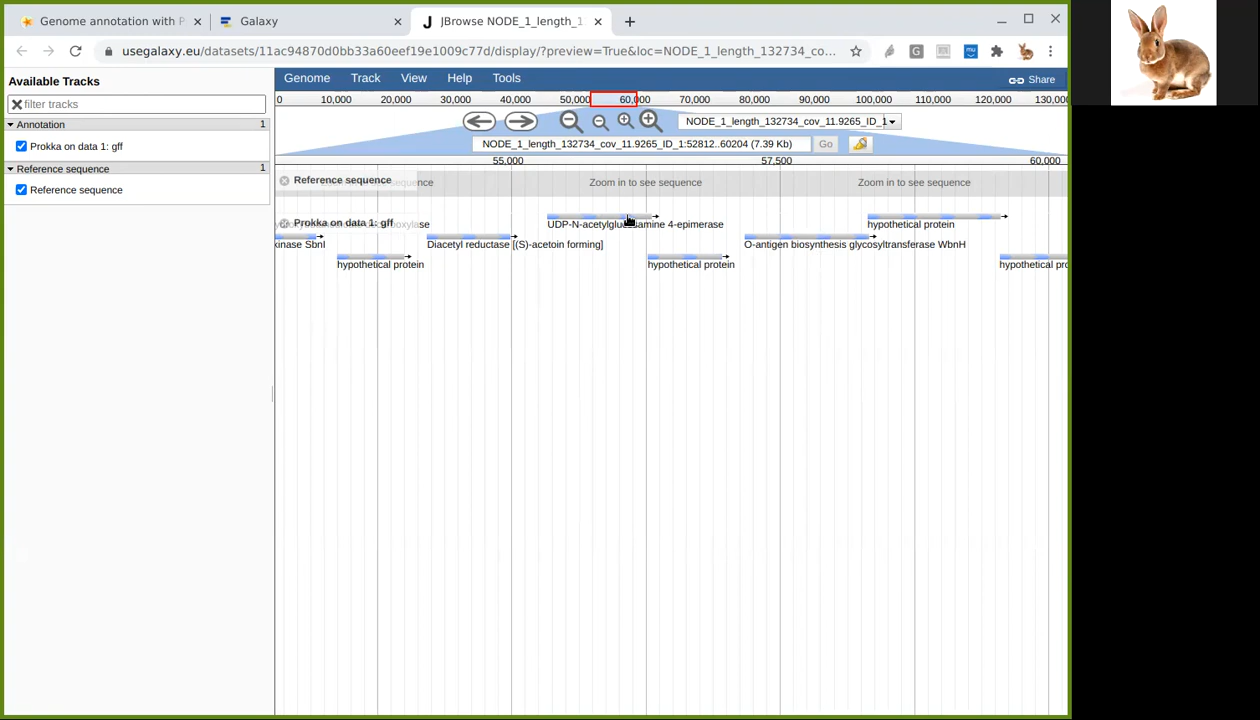 Genome annotation with P
Galaxy
JBrowse NODE_1_length_1
usegalaxy.eu/datasets/11ac94870d0bb33a60eef19e1009c77d/display/?preview=True&loc=NODE_1_length_132734_co...
Available Tracks
filter tracks
Annotation 1
Prokka on data 1: gff
Reference sequence 1
Reference sequence
Genome Track View Help Tools
Share
0 10,000 20,000 30,000 40,000 50,000 60,000 70,000 80,000 90,000 100,000 110,000 120,000 130,000
NODE_1_length_132734_cov_11.9265_ID_1
NODE_1_length_132734_cov_11.9265_ID_1:52812..60204 (7.39 Kb) Go
55,000 57,500 60,000
Reference sequence
Zoom in to see sequence Zoom in to see sequence
Prokka on data 1: gff
UDP-N-acetylglucosamine 4-epimerase
hypothetical protein
kinase SbnI
Diacetyl reductase [(S)-acetoin forming]
O-antigen biosynthesis glycosyltransferase WbnH
hypothetical protein
hypothetical protein
hypothetical pro